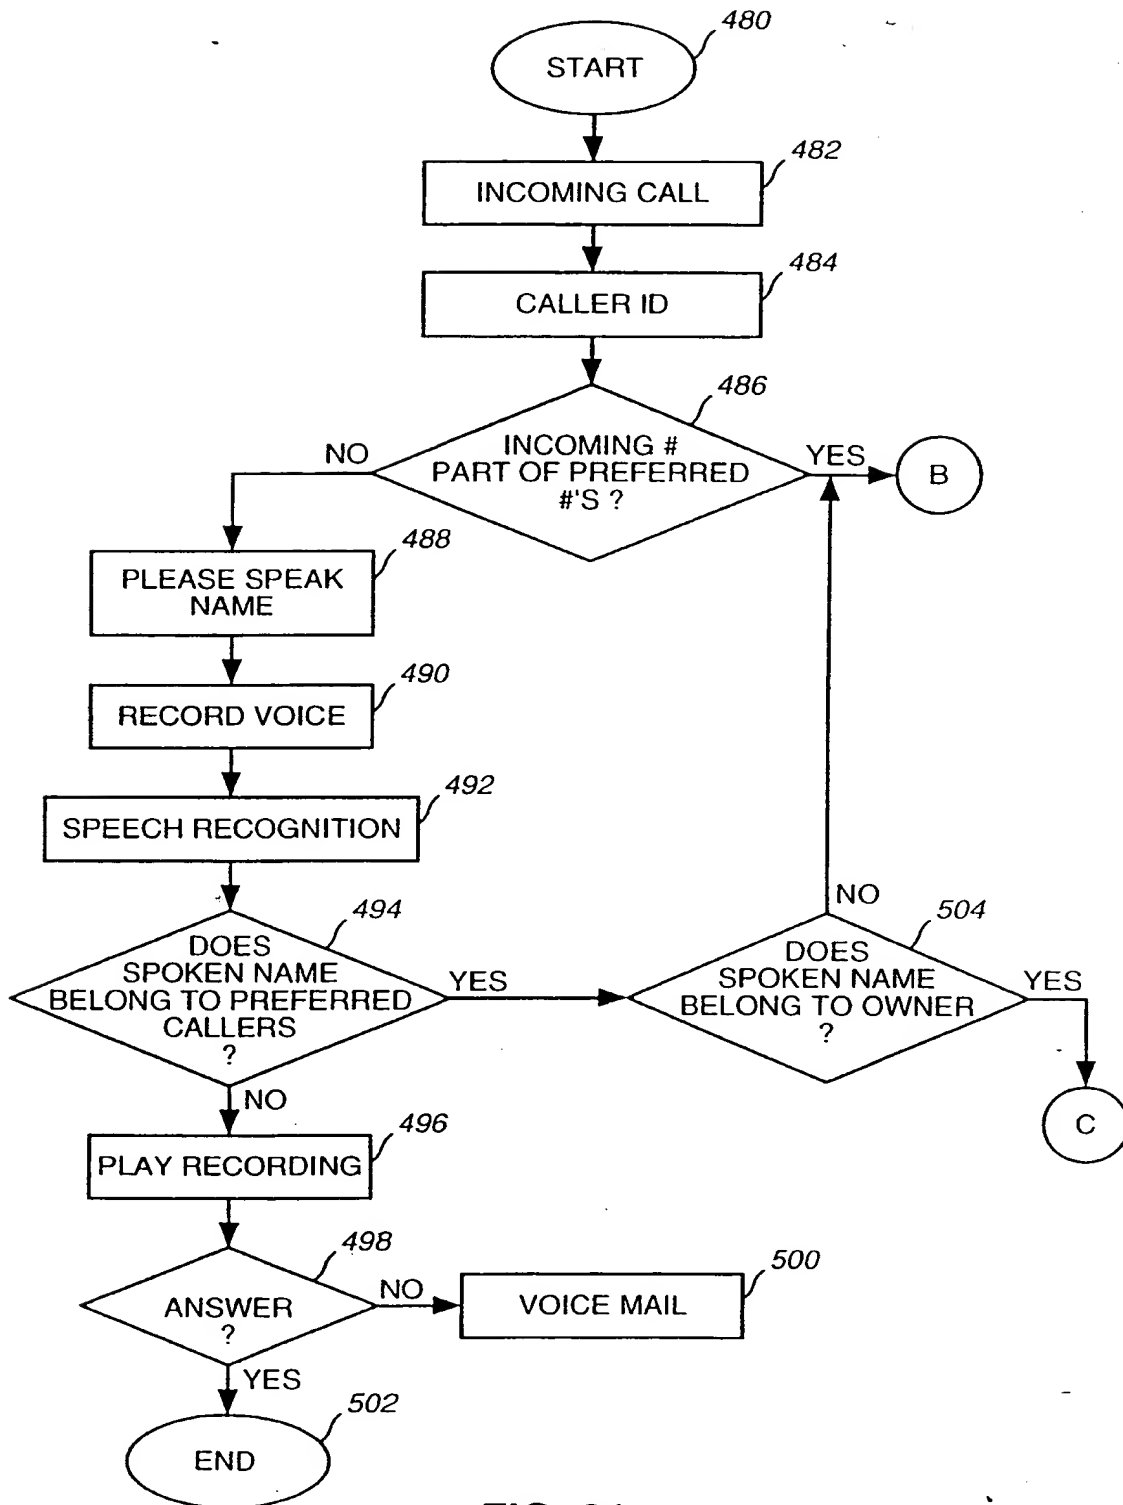 480
START
482
INCOMING CALL
484
CALLER ID
486
INCOMING #
PART OF PREFERRED
#'S ?
NO
YES
B
488
PLEASE SPEAK
NAME
490
RECORD VOICE
492
SPEECH RECOGNITION
494
DOES
SPOKEN NAME
BELONG TO PREFERRED
CALLERS
?
YES
NO
504
DOES
SPOKEN NAME
BELONG TO OWNER
?
NO
YES
C
496
PLAY RECORDING
498
ANSWER
?
NO
500
VOICE MAIL
YES
502
END